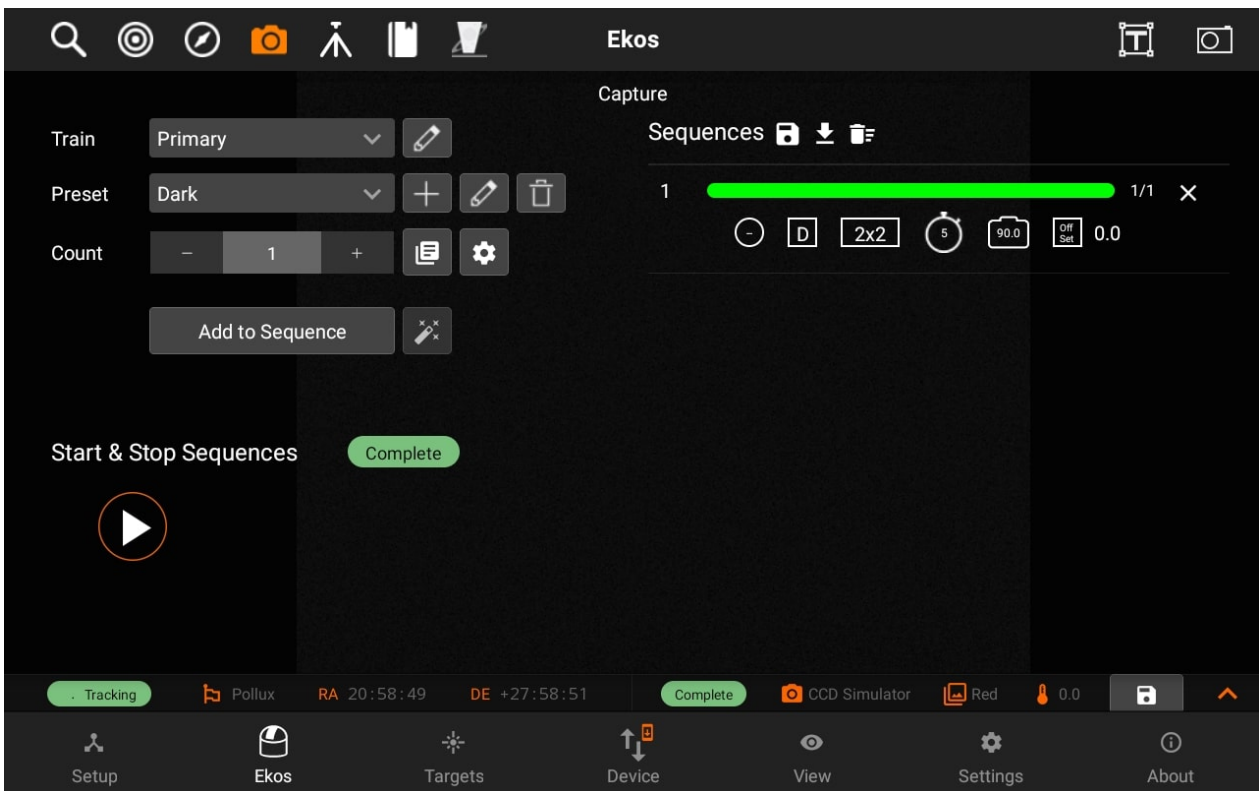 Ekos
T
Capture
Train Primary
Sequences
Preset Dark
1 1/1
- D 2x2 5 90.0 Off Set 0.0
Count - 1 +
Add to Sequence
Start & Stop Sequences Complete
. Tracking Pollux RA 20:58:49 DE +27:58:51 Complete CCD Simulator Red 0.0
Setup Ekos Targets Device View Settings About